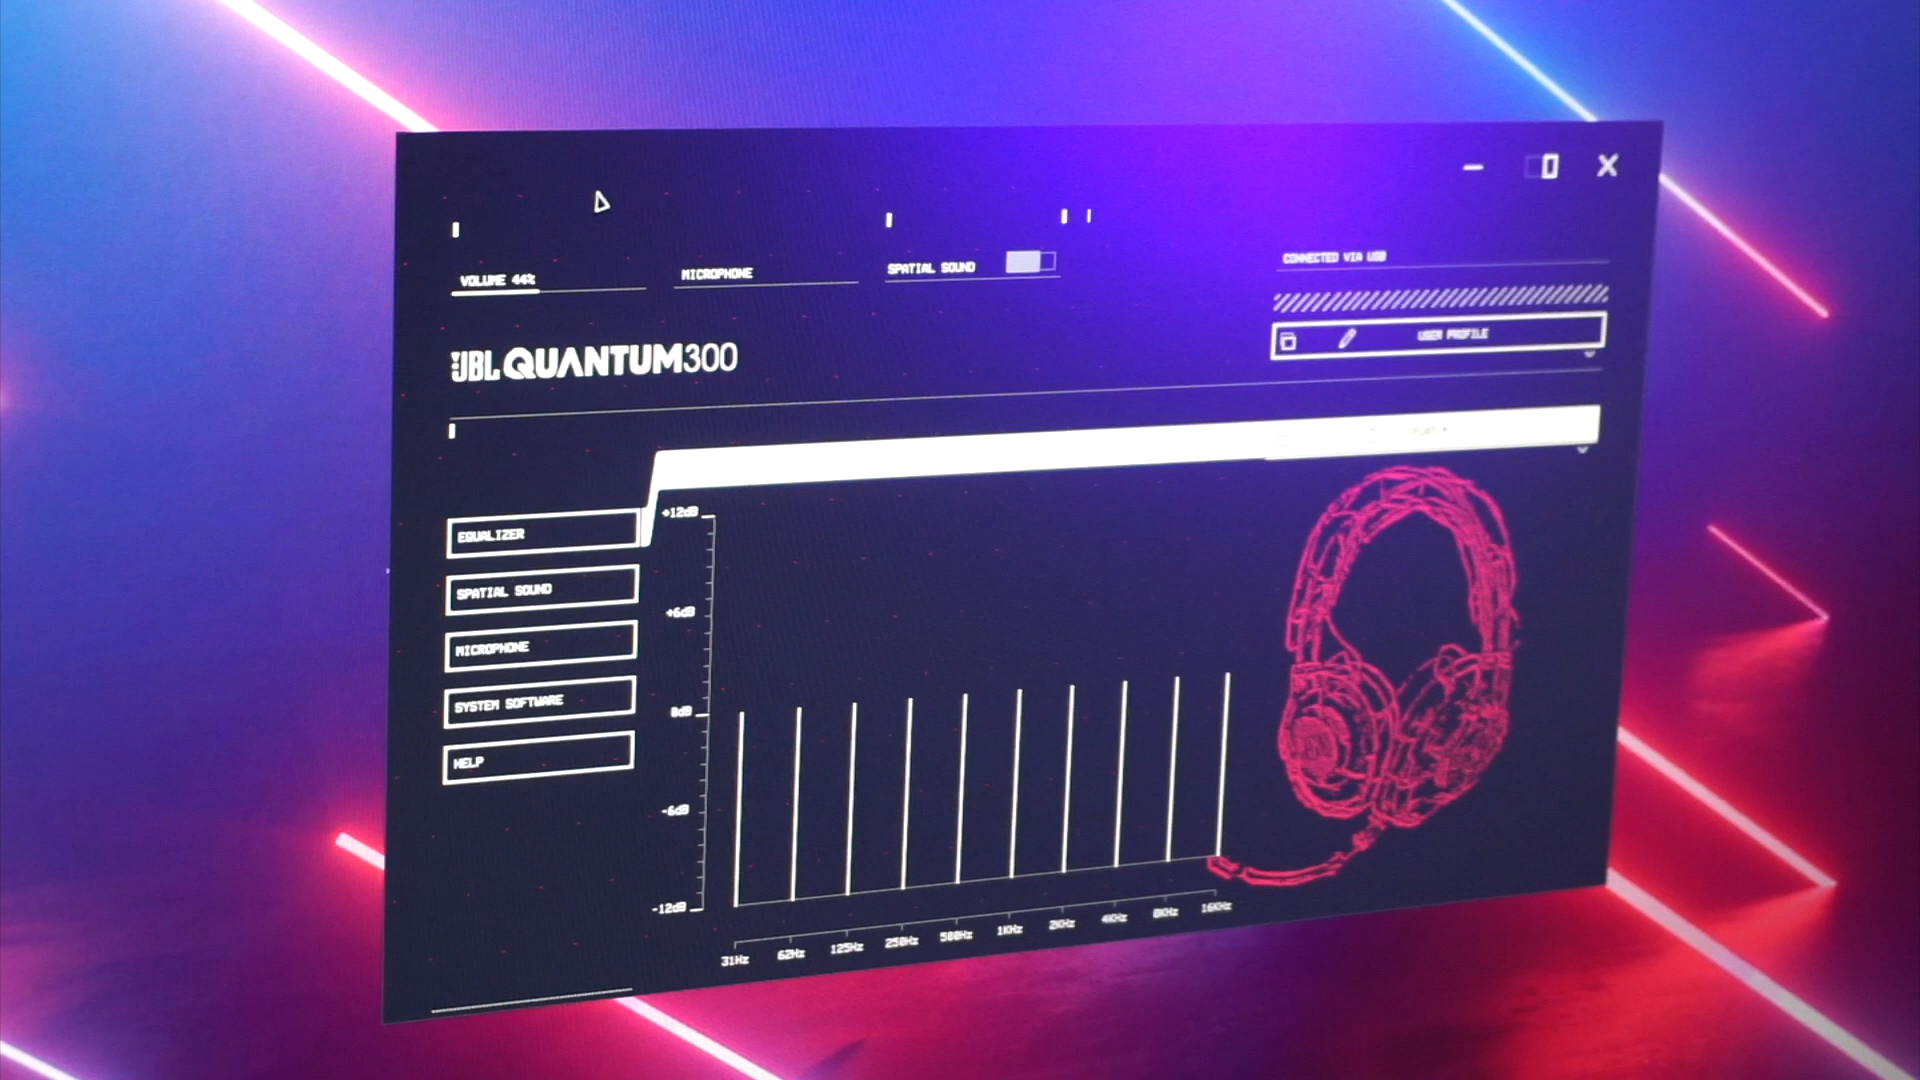 VOLUME 44%
MICROPHONE
SPATIAL SOUND
CONNECTED VIA USB
USER PROFILE
JBL QUANTUM300
FLAT
EQUALIZER
SPATIAL SOUND
MICROPHONE
SYSTEM SOFTWARE
HELP
+12dB
+6dB
0dB
-6dB
-12dB
31Hz 62Hz 125Hz 250Hz 500Hz 1KHz 2KHz 4KHz 8KHz 16KHz